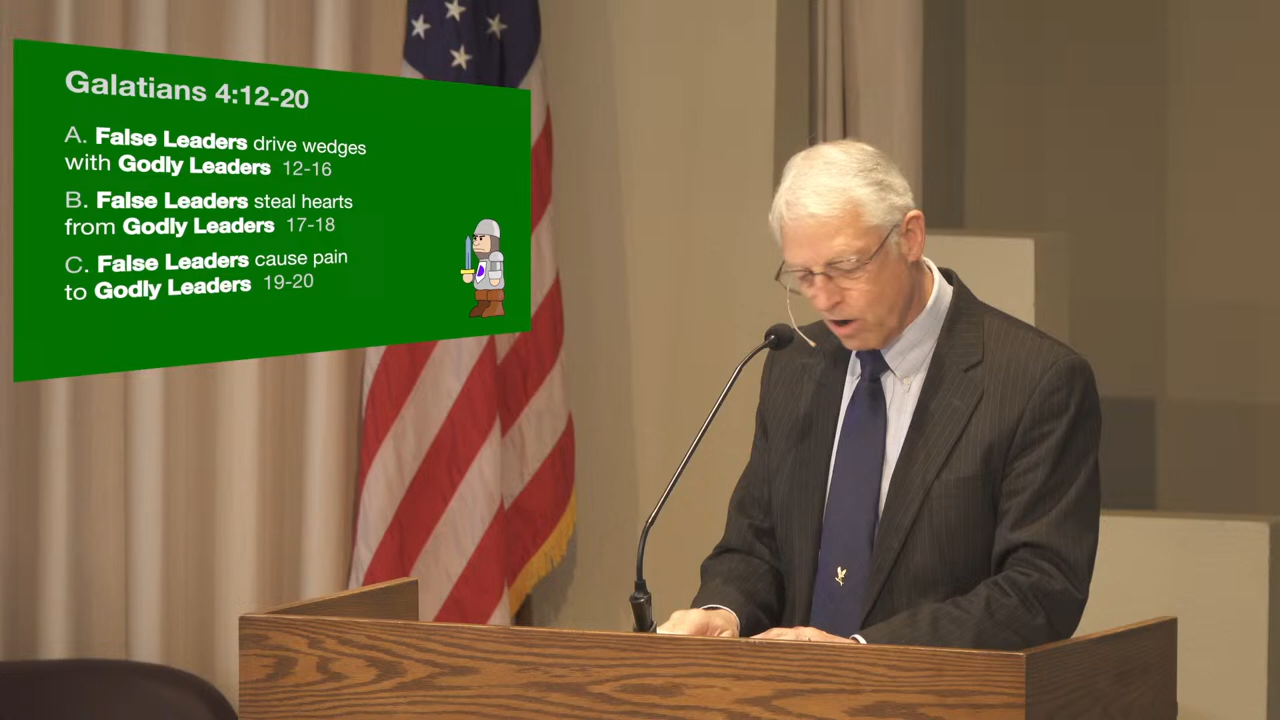 Galatians 4:12-20
A. False Leaders drive wedges
with Godly Leaders 12-16
B. False Leaders steal hearts
from Godly Leaders 17-18
C. False Leaders cause pain
to Godly Leaders 19-20